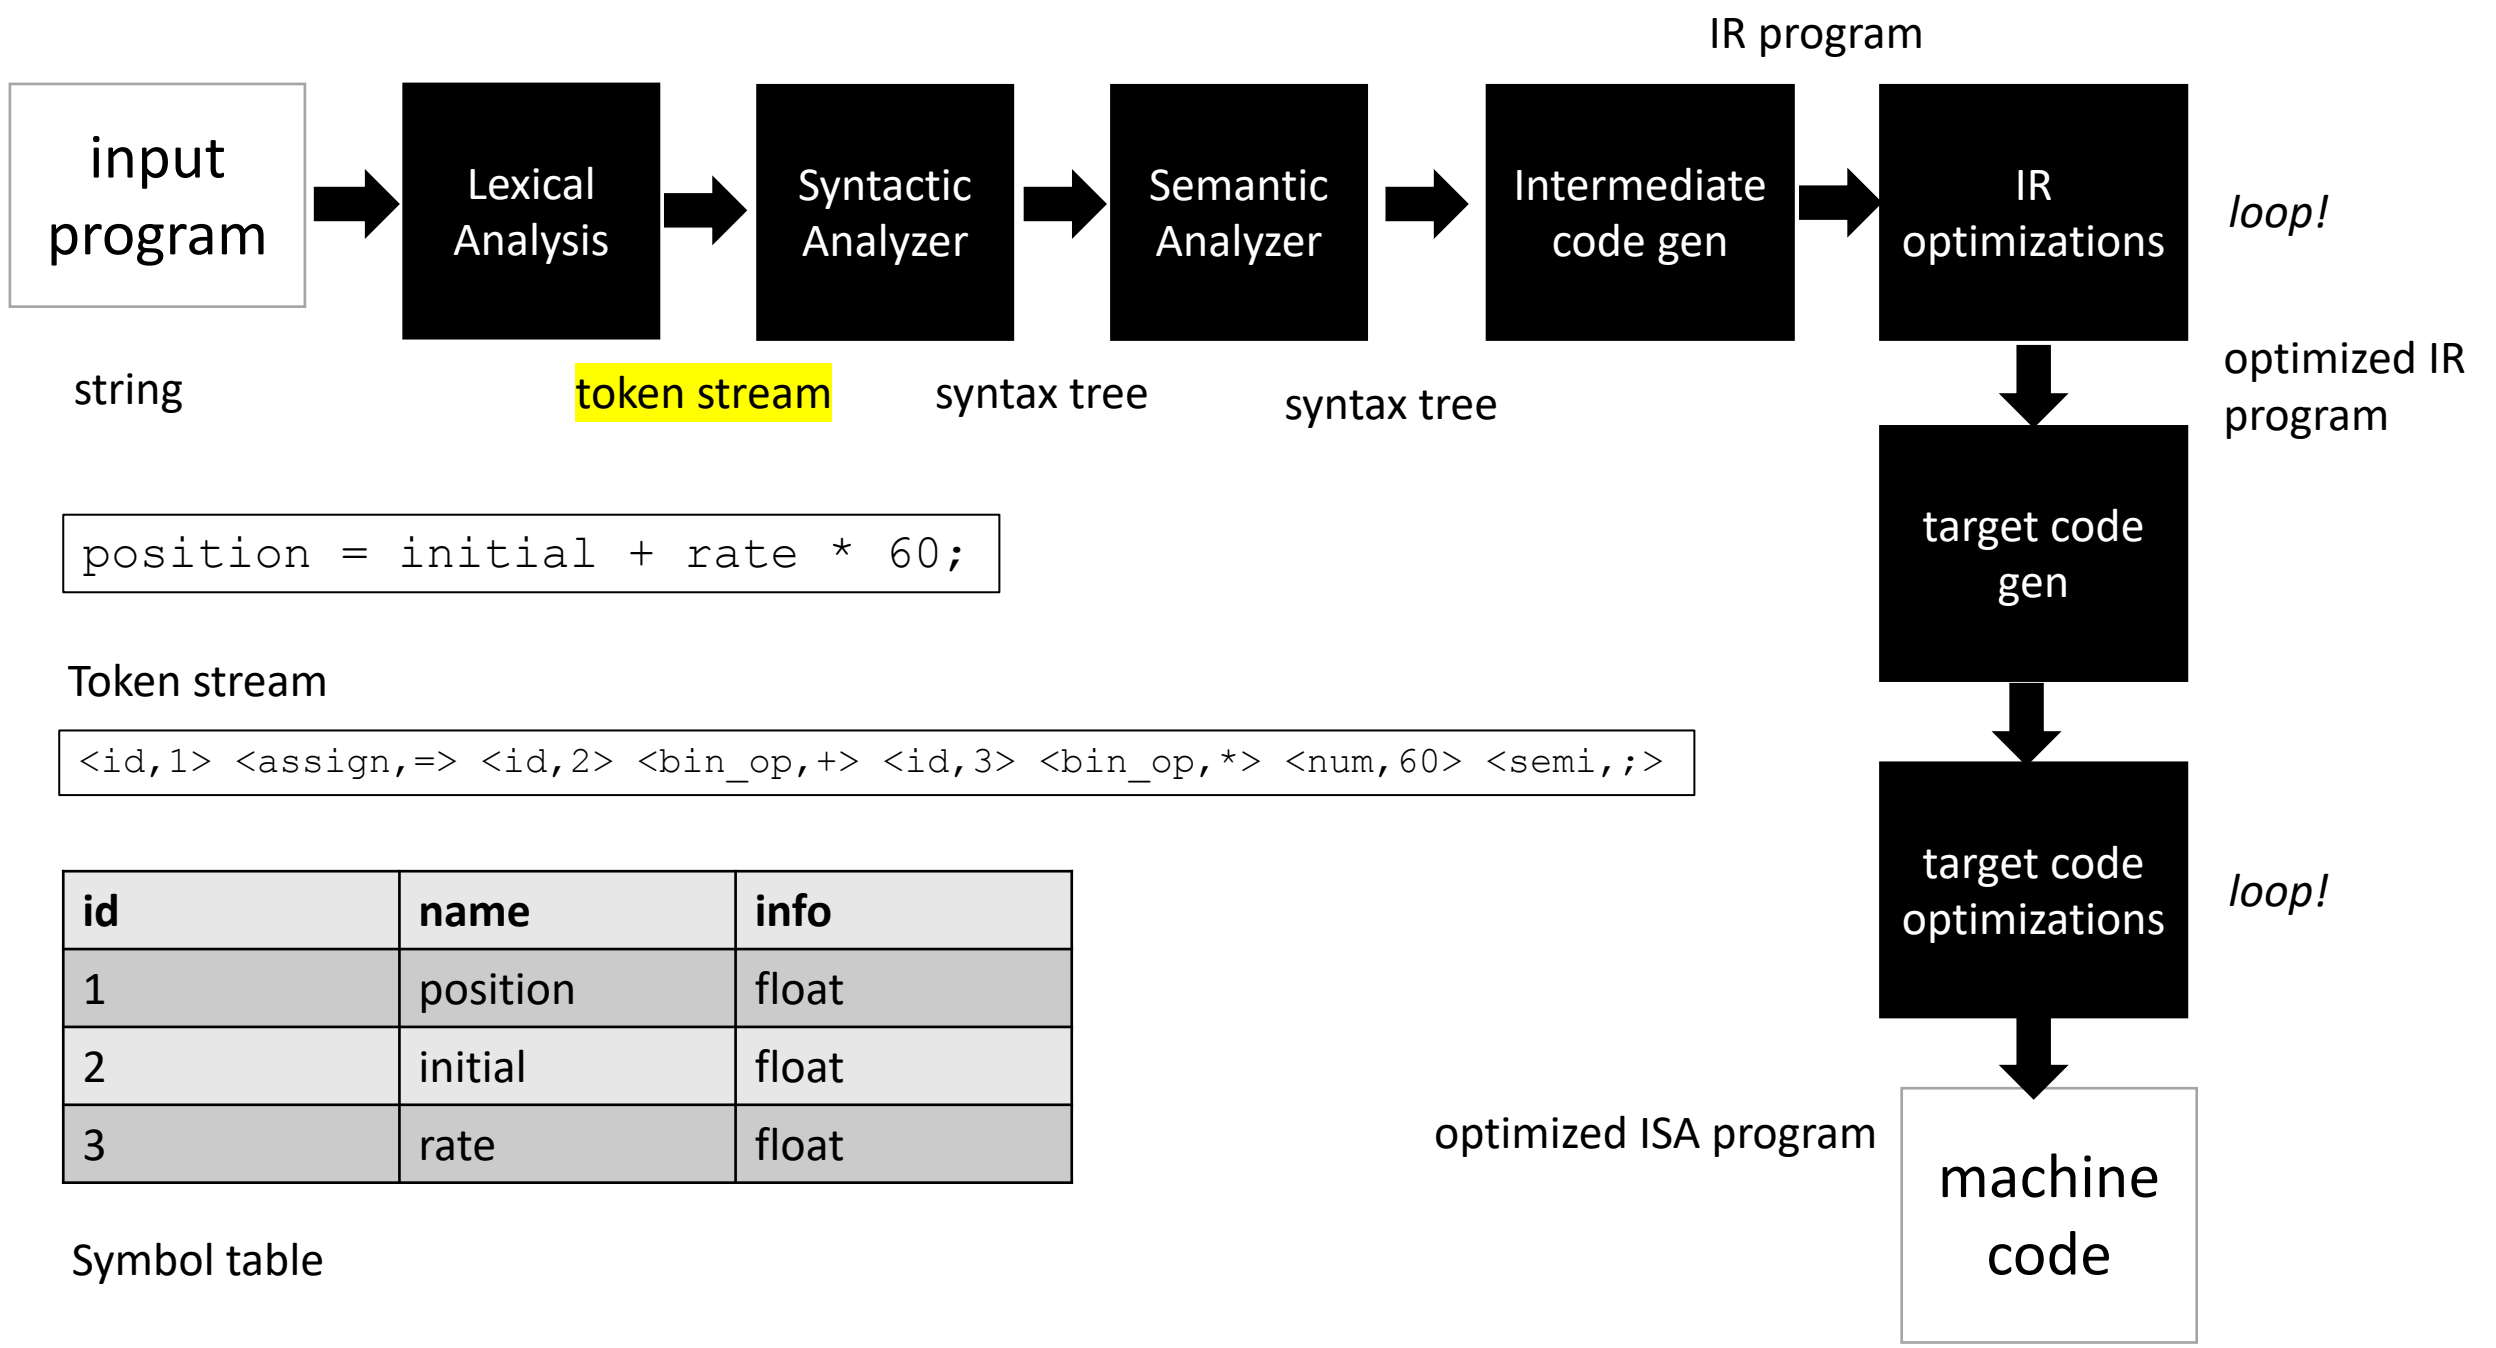 IR program
input
program
Lexical
Analysis
Syntactic
Analyzer
Semantic
Analyzer
Intermediate
code gen
IR
optimizations
loop!
string
token stream
syntax tree
syntax tree
optimized IR
program
target code
gen
position = initial + rate * 60;
Token stream
<id,1> <assign,=> <id,2> <bin_op,+> <id,3> <bin_op,*> <num,60> <semi,;>
target code
optimizations
loop!
id name info
1 position float
2 initial float
3 rate float
Symbol table
optimized ISA program
machine
code